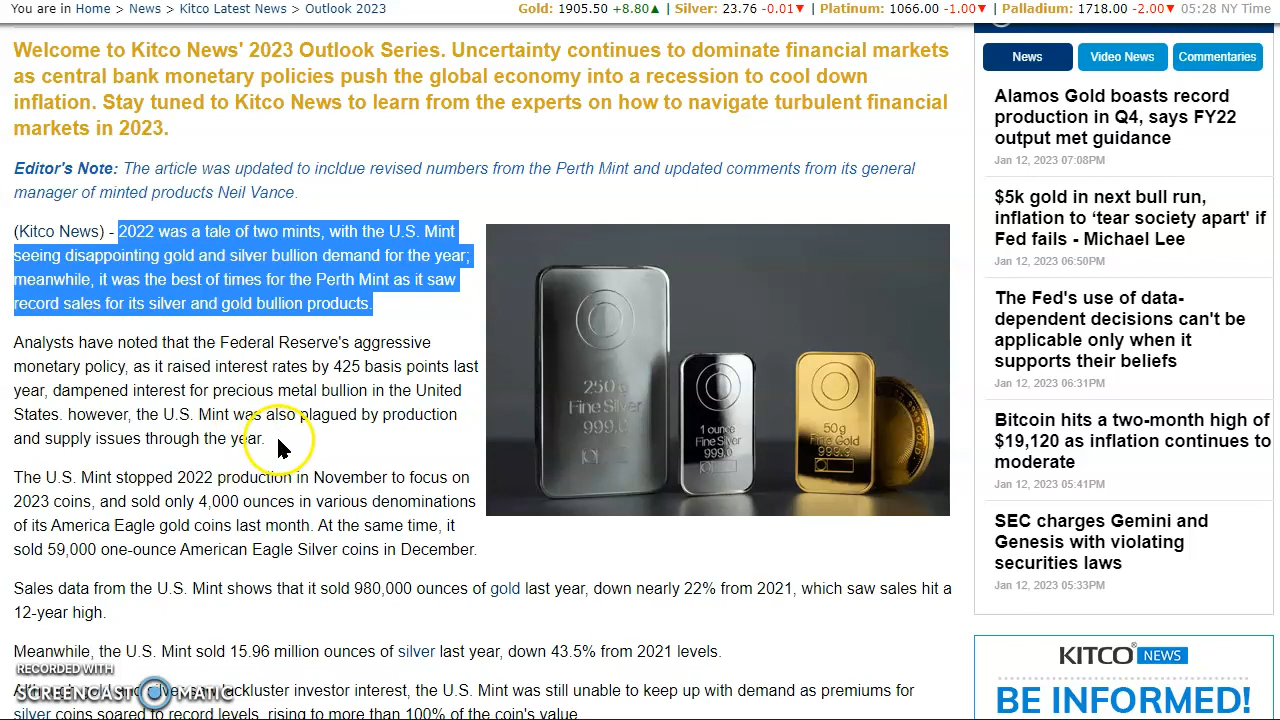 You are in Home > News > Kitco Latest News > Outlook 2023
Gold: 1905.50 +8.80▲ | Silver: 23.76 -0.01▼ | Platinum: 1066.00 -1.00▼ | Palladium: 1718.00 -2.00▼ 05:28 NY Time
Welcome to Kitco News' 2023 Outlook Series. Uncertainty continues to dominate financial markets
as central bank monetary policies push the global economy into a recession to cool down
inflation. Stay tuned to Kitco News to learn from the experts on how to navigate turbulent financial
markets in 2023.
Editor's Note: The article was updated to incldue revised numbers from the Perth Mint and updated comments from its general
manager of minted products Neil Vance.
(Kitco News) - 2022 was a tale of two mints, with the U.S. Mint
seeing disappointing gold and silver bullion demand for the year;
meanwhile, it was the best of times for the Perth Mint as it saw
record sales for its silver and gold bullion products.
250 g
Fine Silver
999.0
1 ounce
Fine Silver
999.0
50 g
Fine Gold
999.9
Analysts have noted that the Federal Reserve's aggressive
monetary policy, as it raised interest rates by 425 basis points last
year, dampened interest for precious metal bullion in the United
States. however, the U.S. Mint was also plagued by production
and supply issues through the year.
The U.S. Mint stopped 2022 production in November to focus on
2023 coins, and sold only 4,000 ounces in various denominations
of its America Eagle gold coins last month. At the same time, it
sold 59,000 one-ounce American Eagle Silver coins in December.
Sales data from the U.S. Mint shows that it sold 980,000 ounces of gold last year, down nearly 22% from 2021, which saw sales hit a
12-year high.
Meanwhile, the U.S. Mint sold 15.96 million ounces of silver last year, down 43.5% from 2021 levels.
lackluster investor interest, the U.S. Mint was still unable to keep up with demand as premiums for
silver coins soared to record levels, rising to more than 100% of the coin's value.
RECORDED WITH
SCREENCAST MATIC
News
Video News
Commentaries
Alamos Gold boasts record
production in Q4, says FY22
output met guidance
Jan 12, 2023 07:08PM
$5k gold in next bull run,
inflation to ‘tear society apart' if
Fed fails - Michael Lee
Jan 12, 2023 06:50PM
The Fed's use of data-
dependent decisions can't be
applicable only when it
supports their beliefs
Jan 12, 2023 06:31PM
Bitcoin hits a two-month high of
$19,120 as inflation continues to
moderate
Jan 12, 2023 05:41PM
SEC charges Gemini and
Genesis with violating
securities laws
Jan 12, 2023 05:33PM
KITCO NEWS
BE INFORMED!